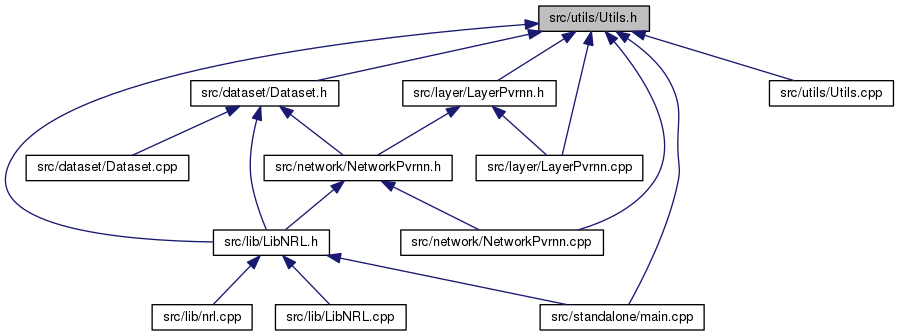 src/utils/Utils.h
src/dataset/Dataset.h
src/layer/LayerPvrnn.h
src/utils/Utils.cpp
src/dataset/Dataset.cpp
src/network/NetworkPvrnn.h
src/layer/LayerPvrnn.cpp
src/lib/LibNRL.h
src/network/NetworkPvrnn.cpp
src/lib/nrl.cpp
src/lib/LibNRL.cpp
src/standalone/main.cpp